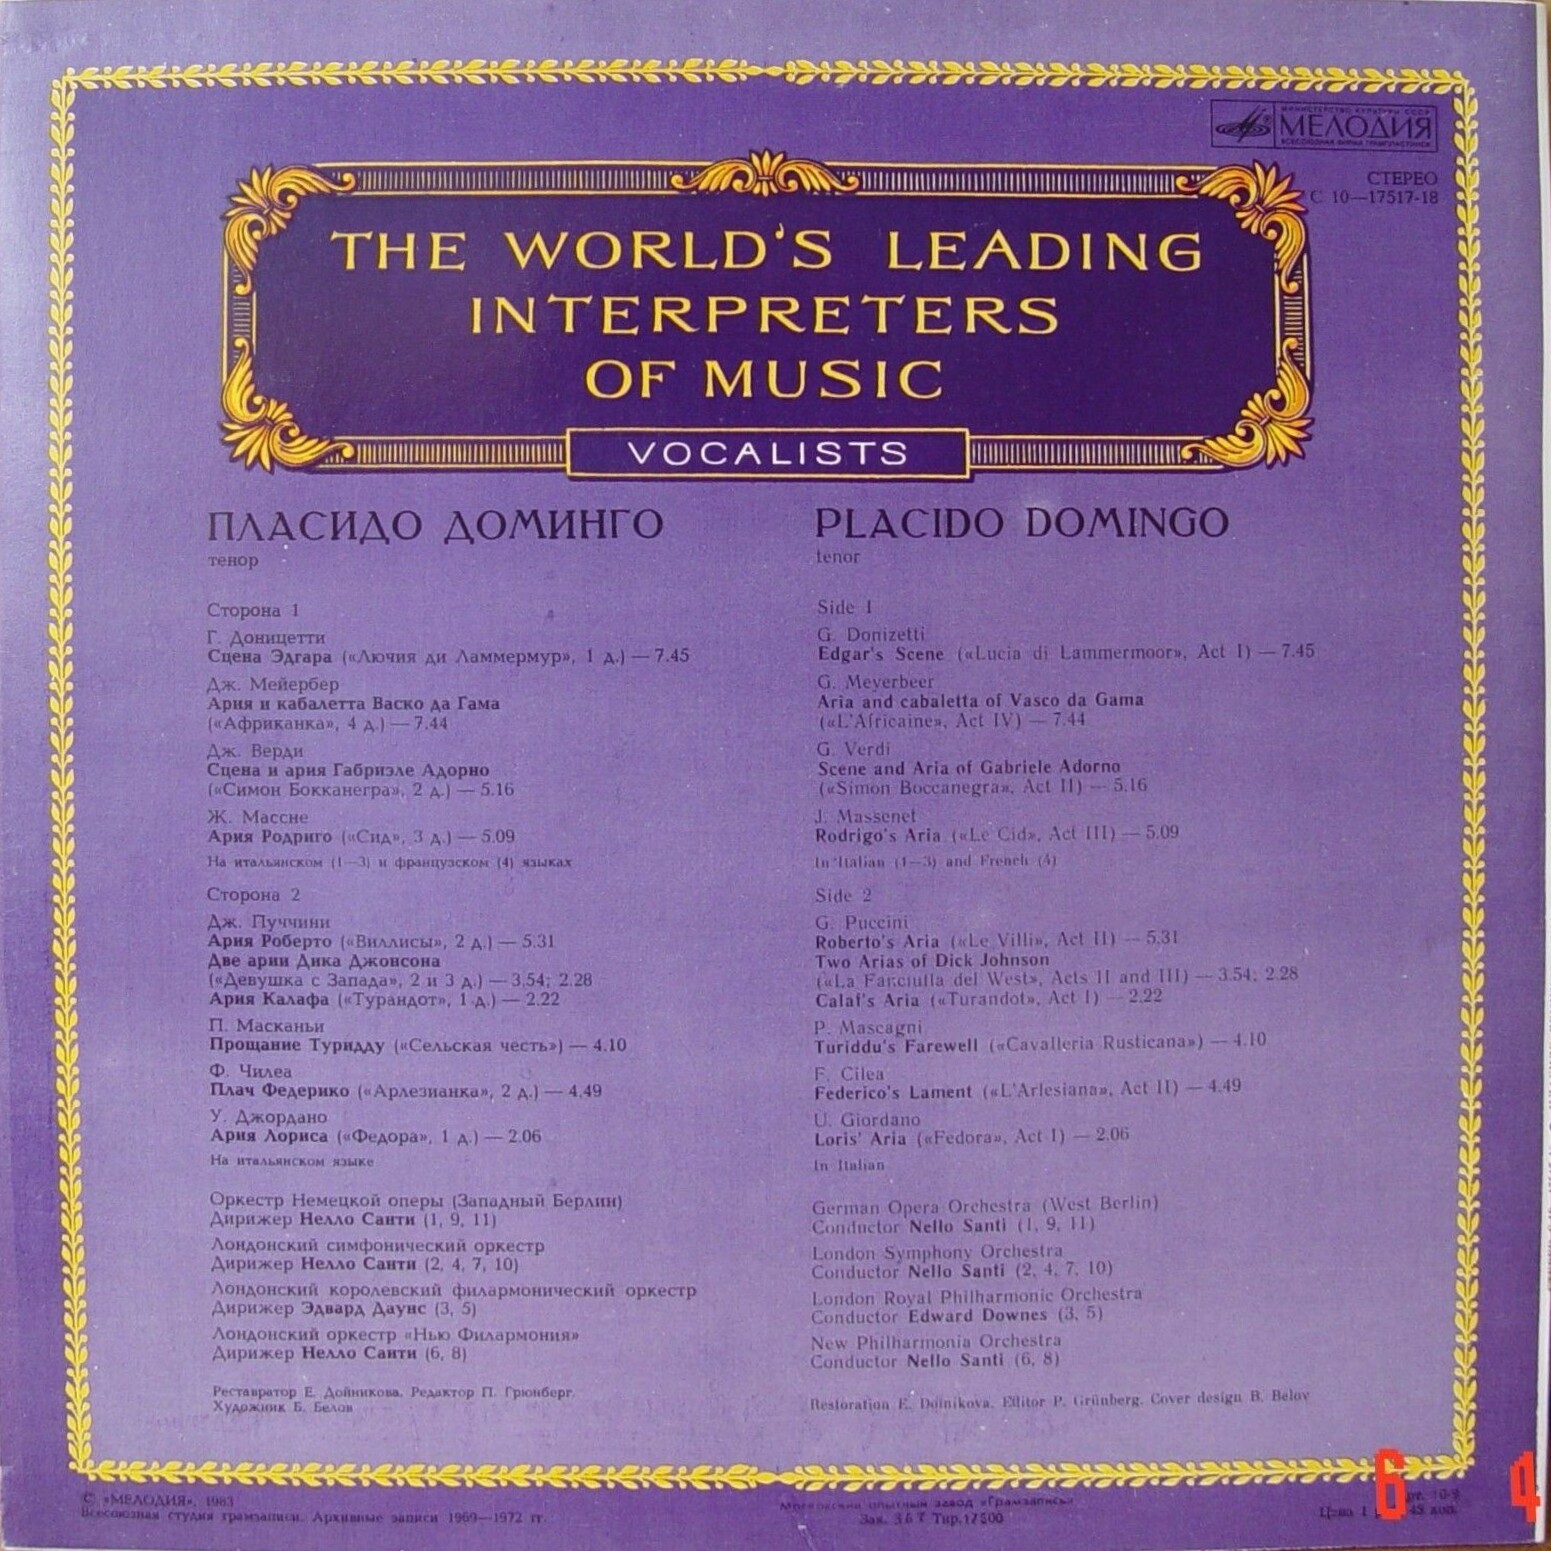 МИНИСТЕРСТВО КУЛЬТУРЫ СССР
МЕЛОДИЯ
ВСЕСОЮЗНАЯ ФИРМА ГРАМПЛАСТИНОК
СТЕРЕО
С 10—17517-18
THE WORLD'S LEADING
INTERPRETERS
OF MUSIC
VOCALISTS
ПЛАСИДО ДОМИНГО
тенор
Сторона 1
Г. Доницетти
Сцена Эдгара («Лючия ди Ламмермур», 1 д.) — 7.45
Дж. Мейербер
Ария и кабалетта Васко да Гама
(«Африканка», 4 д.) — 7.44
Дж. Верди
Сцена и ария Габриэле Адорно
(«Симон Бокканегра», 2 д.) — 5.16
Ж. Массне
Ария Родриго («Сид», 3 д.) — 5.09
На итальянском (1—3) и французском (4) языках
Сторона 2
Дж. Пуччини
Ария Роберто («Виллисы», 2 д.) — 5.31
Две арии Дика Джонсона
(«Девушка с Запада», 2 и 3 д.) — 3.54; 2.28
Ария Калафа («Турандот», 1 д.) — 2.22
П. Масканьи
Прощание Туридду («Сельская честь») — 4.10
Ф. Чилеа
Плач Федерико («Арлезианка», 2 д.) — 4.49
У. Джордано
Ария Лориса («Федора», 1 д.) — 2.06
На итальянском языке
Оркестр Немецкой оперы (Западный Берлин)
Дирижер Нелло Санти (1, 9, 11)
Лондонский симфонический оркестр
Дирижер Нелло Санти (2, 4, 7, 10)
Лондонский королевский филармонический оркестр
Дирижер Эдвард Даунс (3, 5)
Лондонский оркестр «Нью Филармония»
Дирижер Нелло Санти (6, 8)
Реставратор Е. Дойникова. Редактор П. Грюнберг.
Художник Б. Белов
PLACIDO DOMINGO
tenor
Side 1
G. Donizetti
Edgar's Scene («Lucia di Lammermoor», Act I) — 7.45
G. Meyerbeer
Aria and cabaletta of Vasco da Gama
(«L'Africaine», Act IV) — 7.44
G. Verdi
Scene and Aria of Gabriele Adorno
(«Simon Boccanegra», Act II) — 5.16
J. Massenet
Rodrigo's Aria («Le Cid», Act III) — 5.09
In Italian (1—3) and French (4)
Side 2
G. Puccini
Roberto's Aria («Le Villi», Act II) — 5.31
Two Arias of Dick Johnson
(«La Fanciulla del West», Acts II and III) — 3.54; 2.28
Calaf's Aria («Turandot», Act I) — 2.22
P. Mascagni
Turiddu's Farewell («Cavalleria Rusticana») — 4.10
F. Cilea
Federico's Lament («L'Arlesiana», Act II) — 4.49
U. Giordano
Loris' Aria («Fedora», Act I) — 2.06
In Italian
German Opera Orchestra (West Berlin)
Conductor Nello Santi (1, 9, 11)
London Symphony Orchestra
Conductor Nello Santi (2, 4, 7, 10)
London Royal Philharmonic Orchestra
Conductor Edward Downes (3, 5)
New Philharmonia Orchestra
Conductor Nello Santi (6, 8)
Restoration E. Doinikova. Editor P. Grünberg. Cover design B. Belov
© «МЕЛОДИЯ», 1983
Всесоюзная студия грамзаписи. Архивные записи 1969—1972 гг.
Московский опытный завод «Грамзапись»
Зак. Тир. 17500
Цена 1 45 коп.
6 4